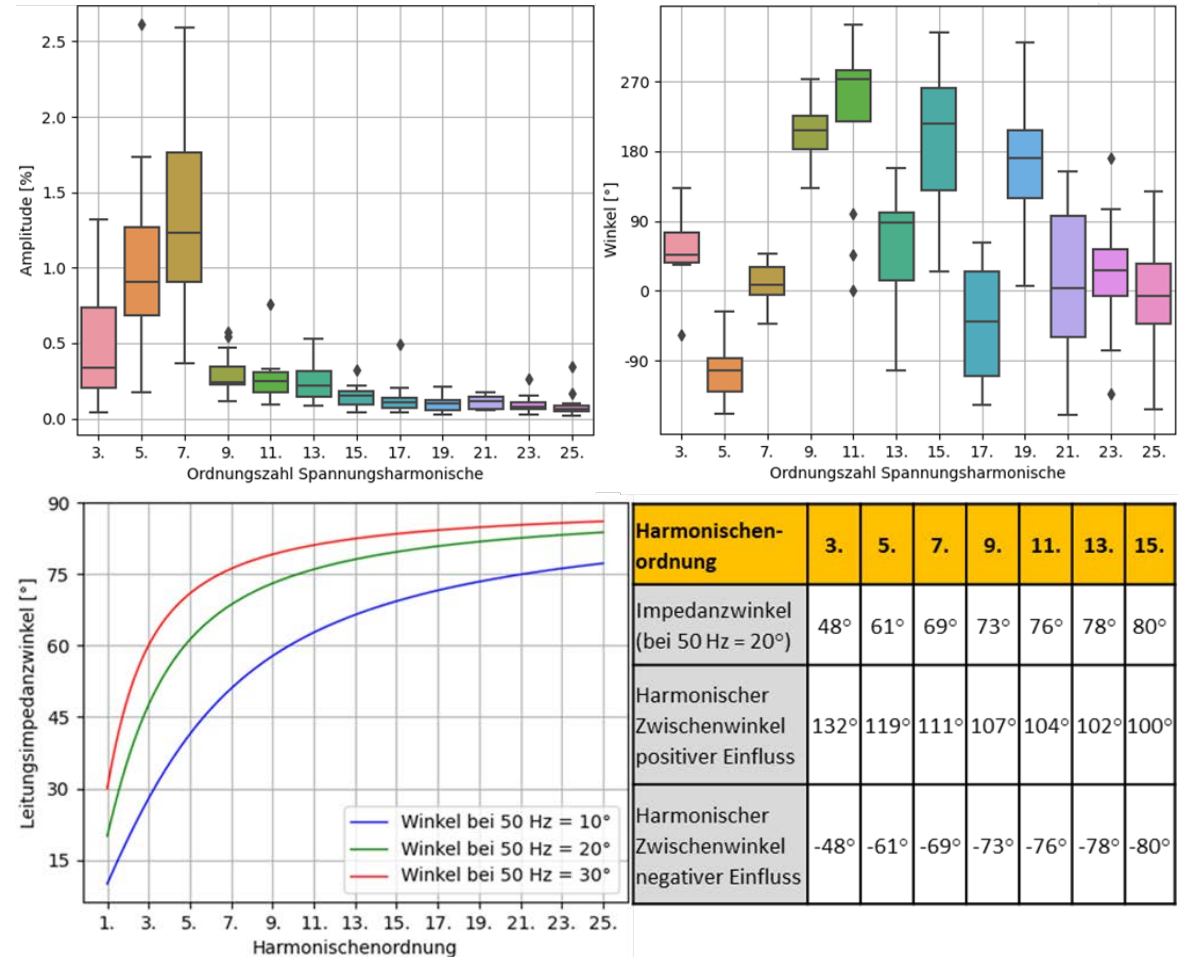 2.5
2.0
1.5
1.0
0.5
0.0
Amplitude [%]
3. 5. 7. 9. 11. 13. 15. 17. 19. 21. 23. 25.
Ordnungszahl Spannungsharmonische
270
180
90
0
-90
Winkel [°]
3. 5. 7. 9. 11. 13. 15. 17. 19. 21. 23. 25.
Ordnungszahl Spannungsharmonische
90
75
60
45
30
15
Leitungsimpedanzwinkel [°]
Winkel bei 50 Hz = 10°
Winkel bei 50 Hz = 20°
Winkel bei 50 Hz = 30°
1. 3. 5. 7. 9. 11. 13. 15. 17. 19. 21. 23. 25.
Harmonischenordnung
Harmonischen-
ordnung
3. 5. 7. 9. 11. 13. 15.
Impedanzwinkel
(bei 50 Hz = 20°)
48° 61° 69° 73° 76° 78° 80°
Harmonischer
Zwischenwinkel
positiver Einfluss
132° 119° 111° 107° 104° 102° 100°
Harmonischer
Zwischenwinkel
negativer Einfluss
-48° -61° -69° -73° -76° -78° -80°